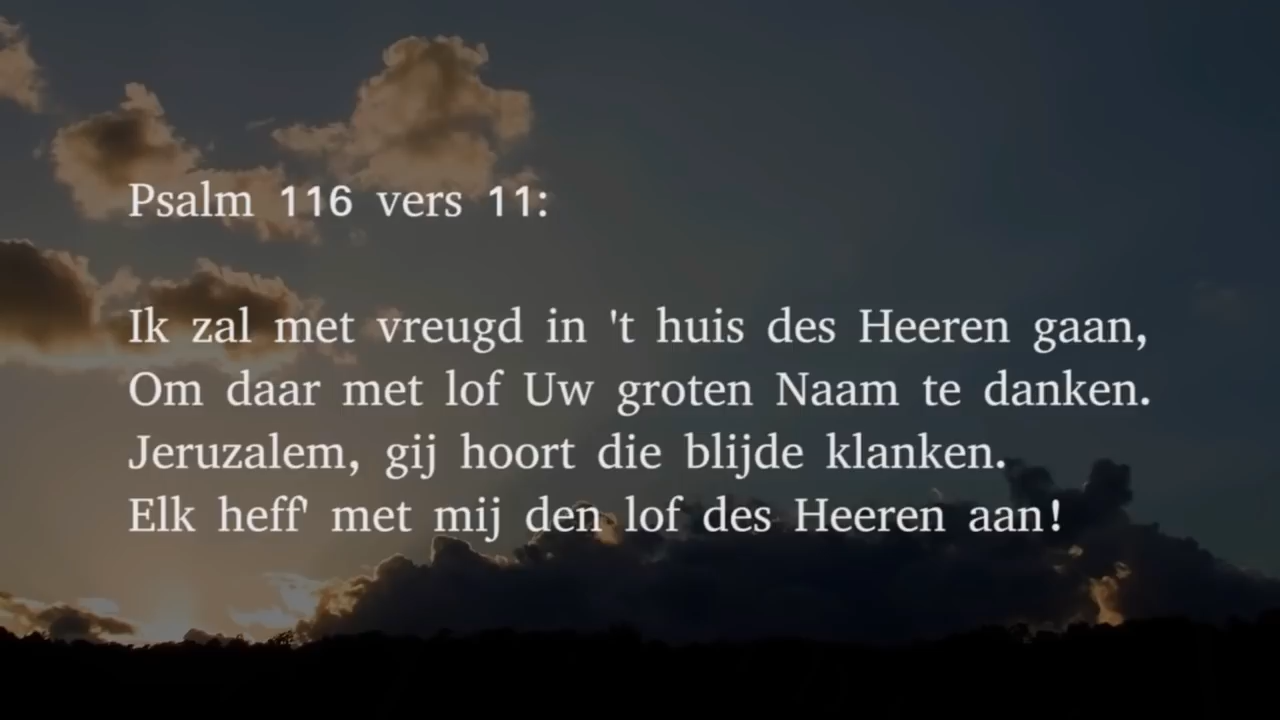 Psalm 116 vers 11:
Ik zal met vreugd in 't huis des Heeren gaan,
Om daar met lof Uw groten Naam te danken.
Jeruzalem, gij hoort die blijde klanken.
Elk heff' met mij den lof des Heeren aan!